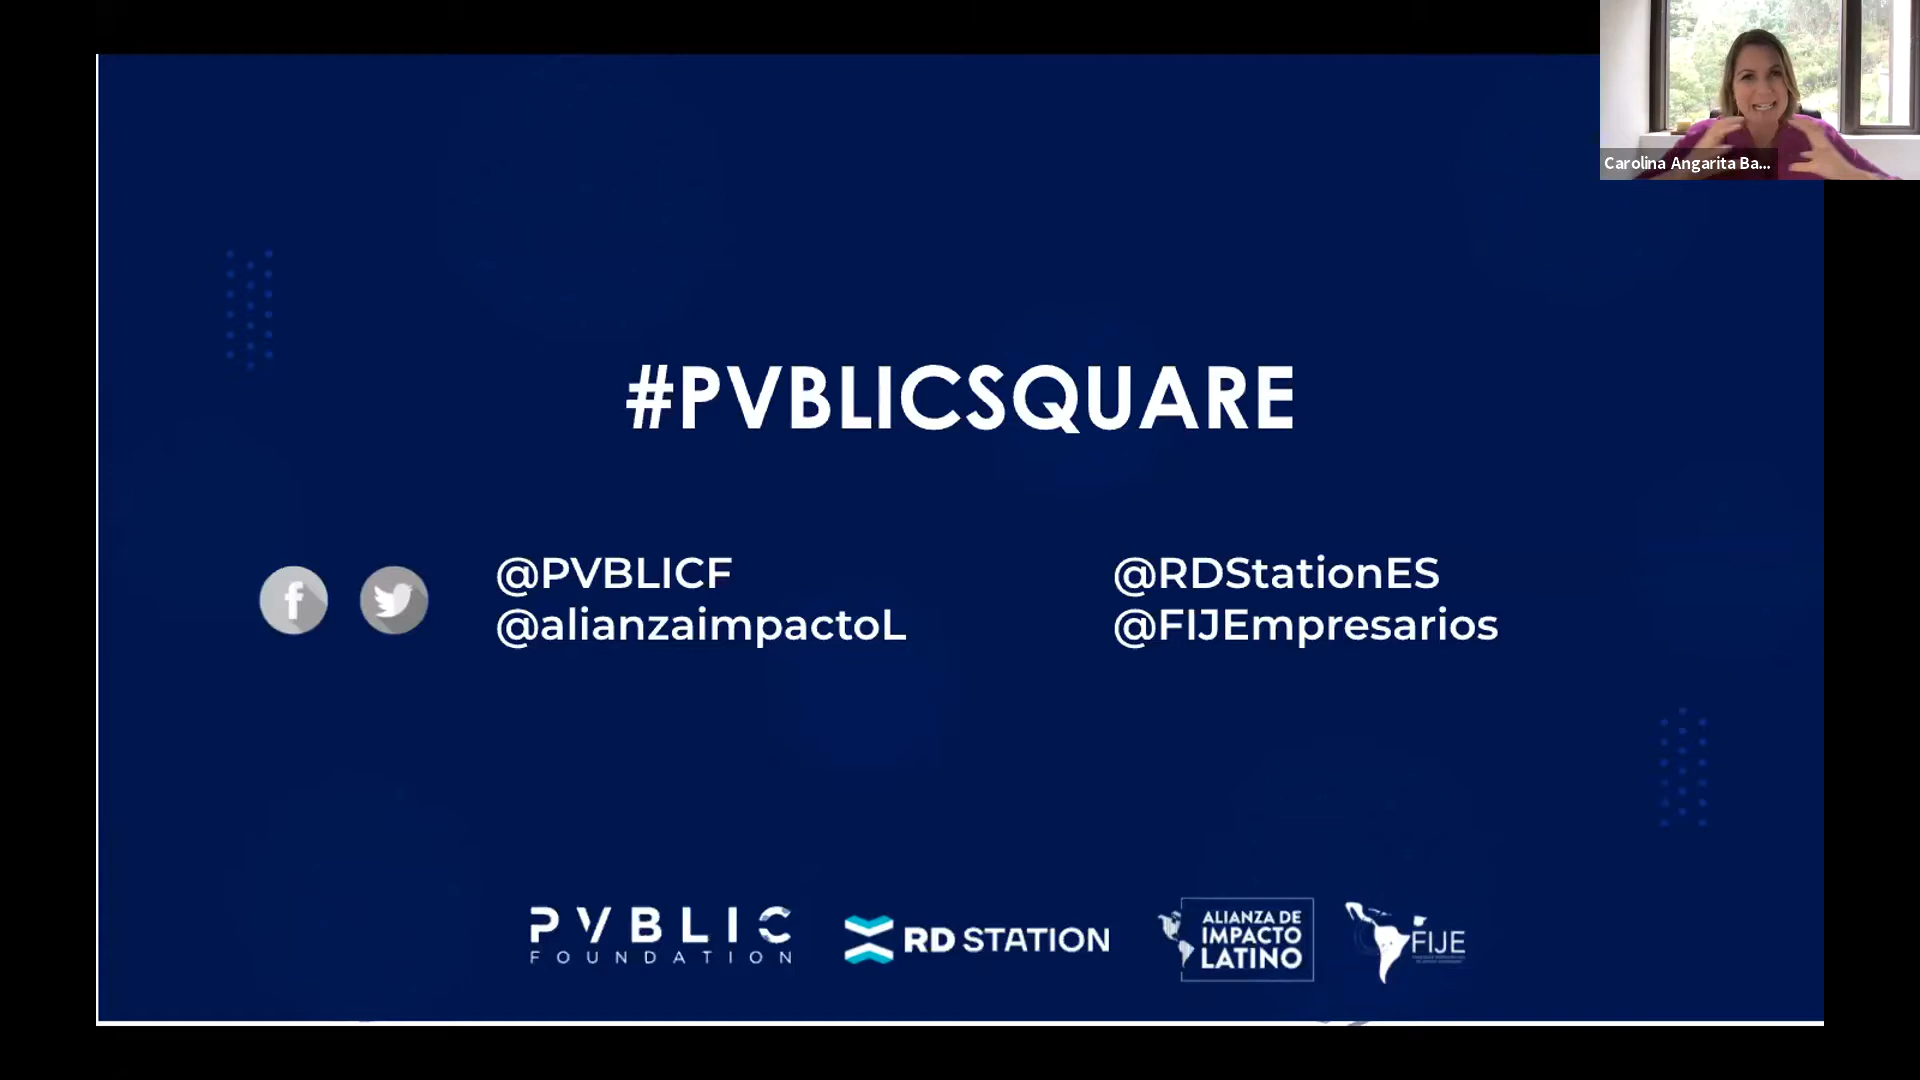 Carolina Angarita Ba...
#PVBLICSQUARE
@PVBLICF
@alianzaimpactoL
@RDStationES
@FIJEmpresarios
PVBLIC
FOUNDATION
RD STATION
ALIANZA DE
IMPACTO
LATINO
FIJE